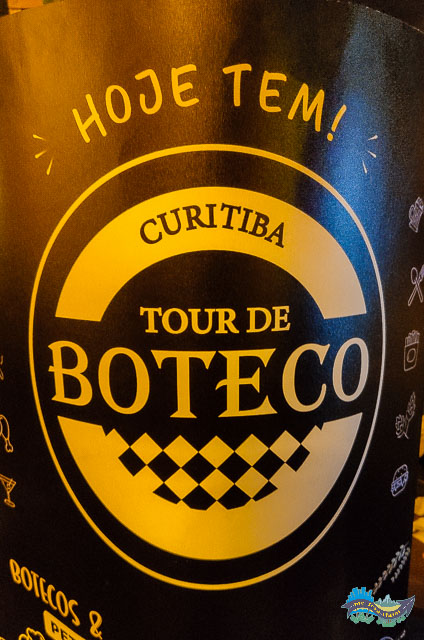 HOJE TEM!
CURITIBA
TOUR DE
BOTECO
BOTECOS &